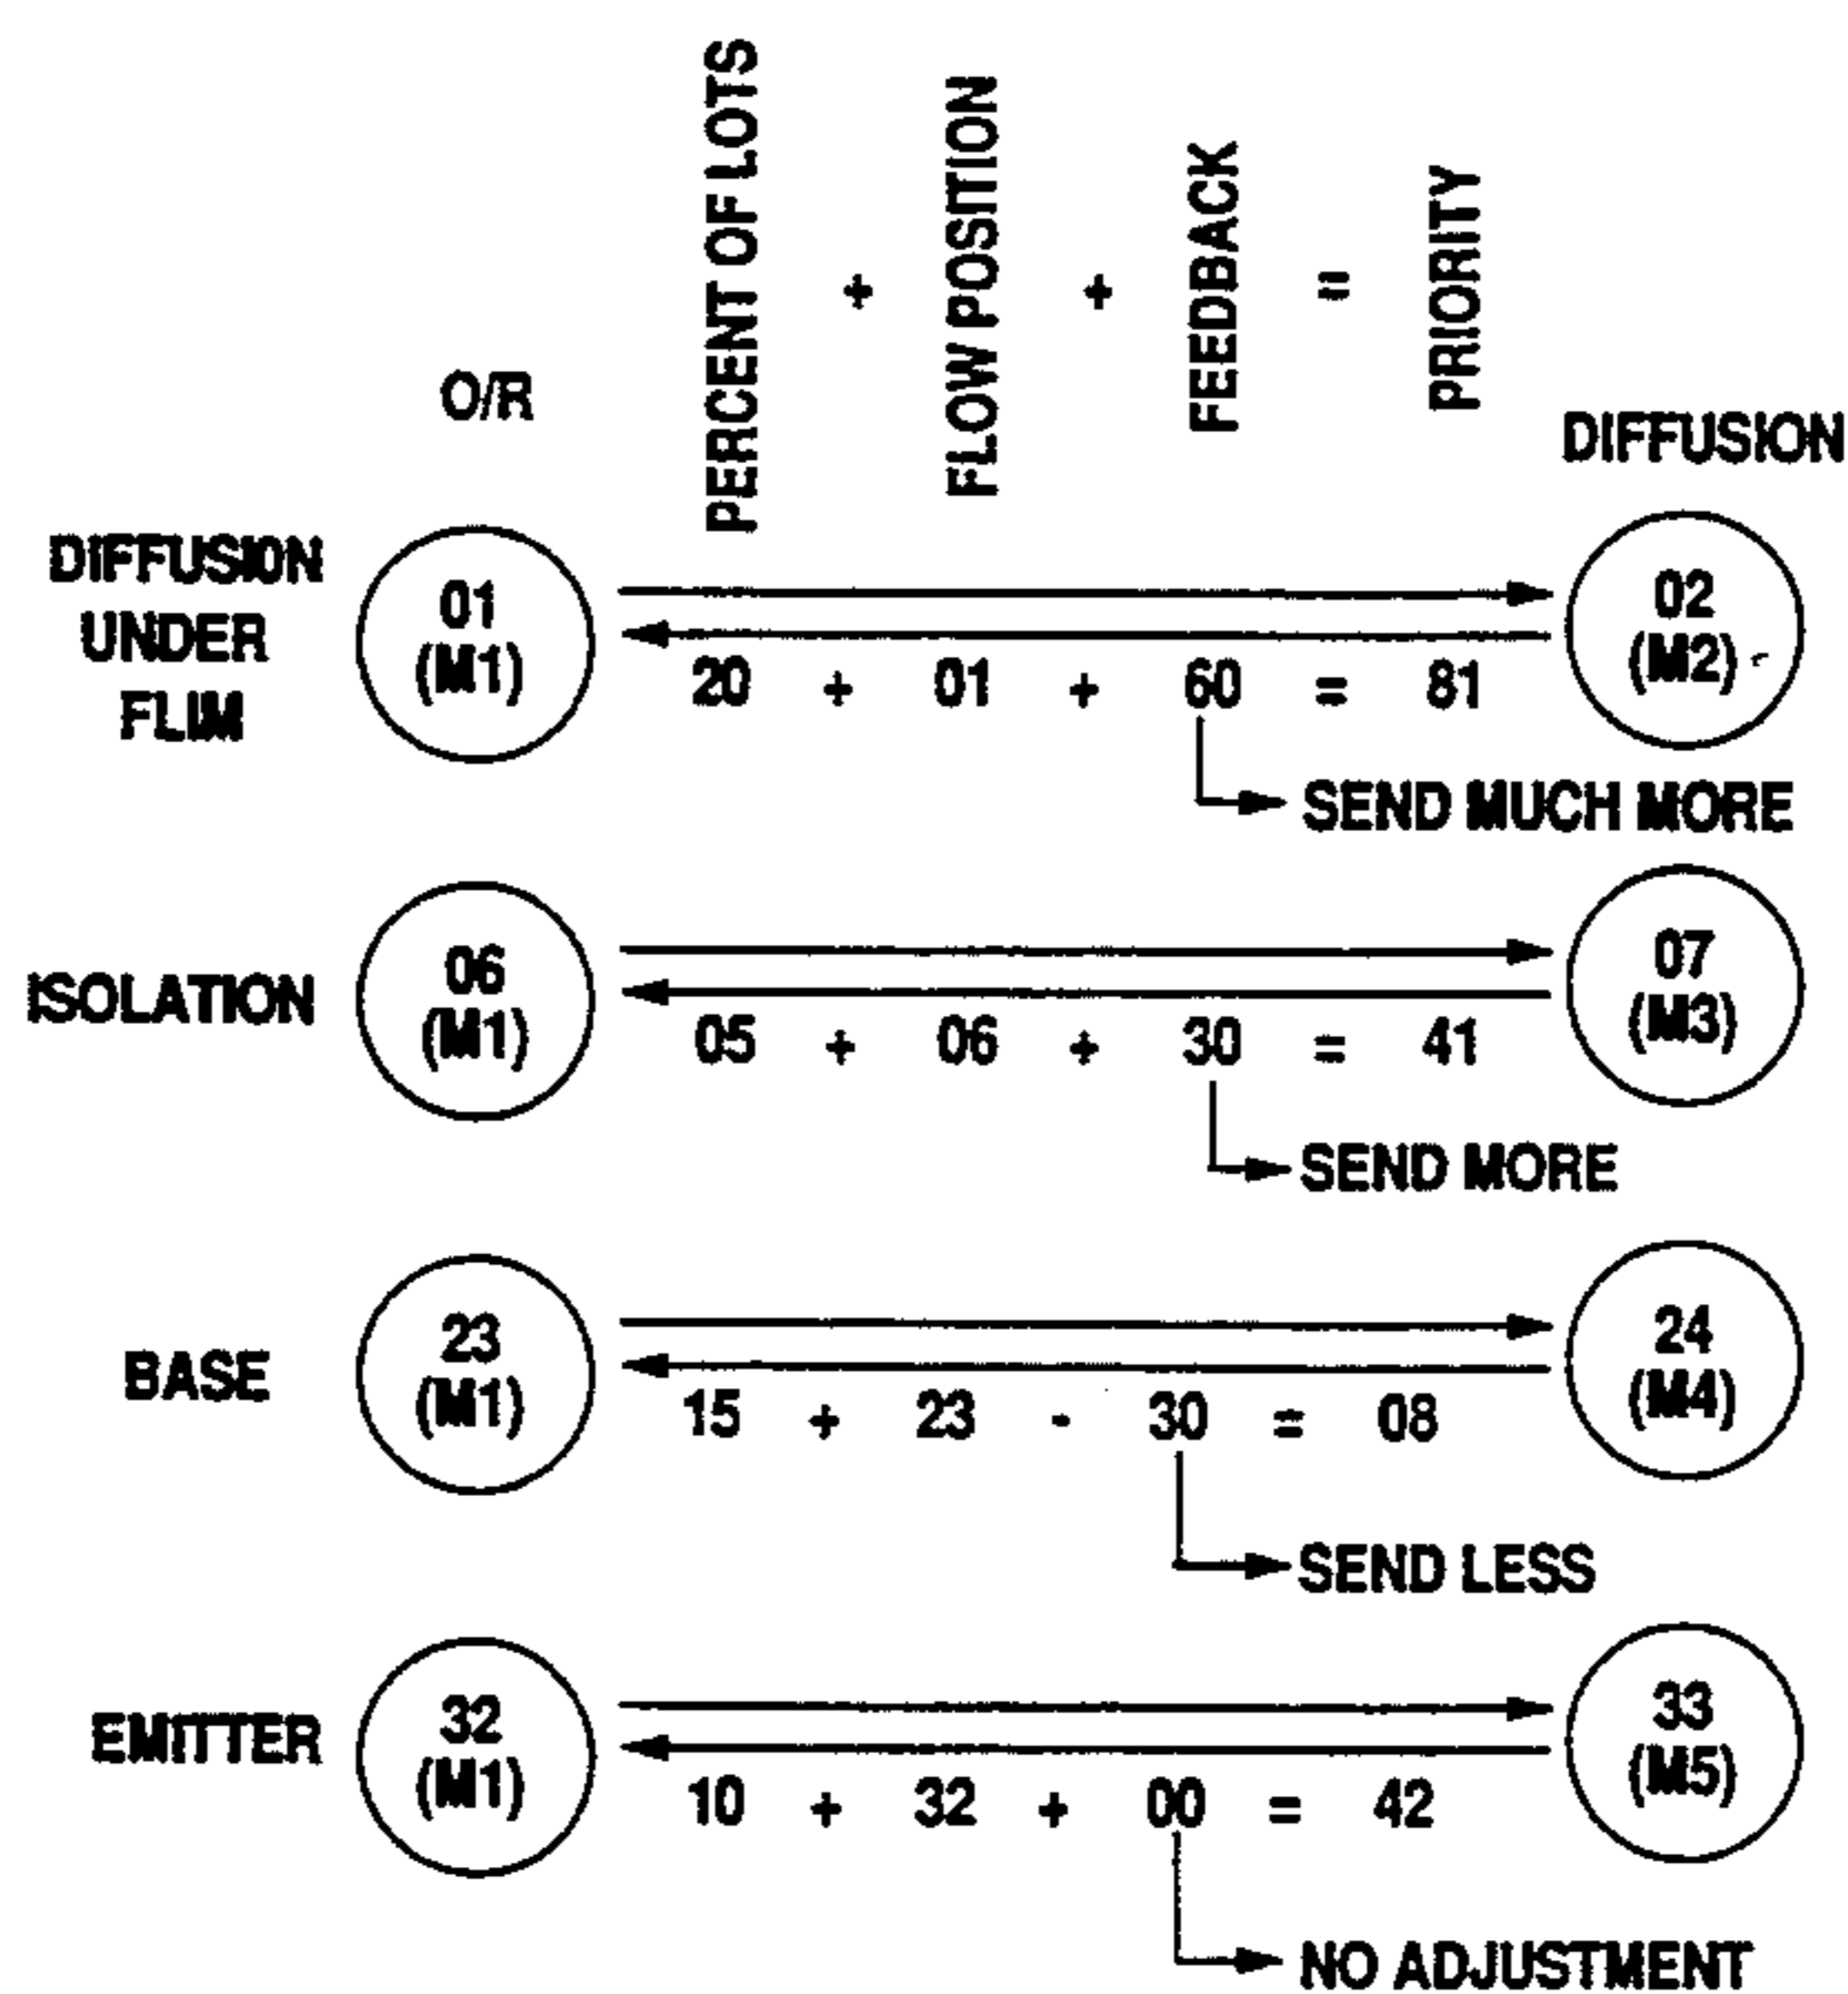 PERCENT OF LOTS + FLOW POSITION + FEEDBACK = PRIORITY
O/R
DIFFUSION
DIFFUSION
UNDER
FLIM
01
(M1)
02
(M2)
20 + 01 + 60 = 81
SEND MUCH MORE
ISOLATION
06
(M1)
07
(M3)
05 + 06 + 30 = 41
SEND MORE
BASE
23
(M1)
24
(M4)
15 + 23 - 30 = 08
SEND LESS
EMITTER
32
(M1)
33
(M5)
10 + 32 + 00 = 42
NO ADJUSTMENT